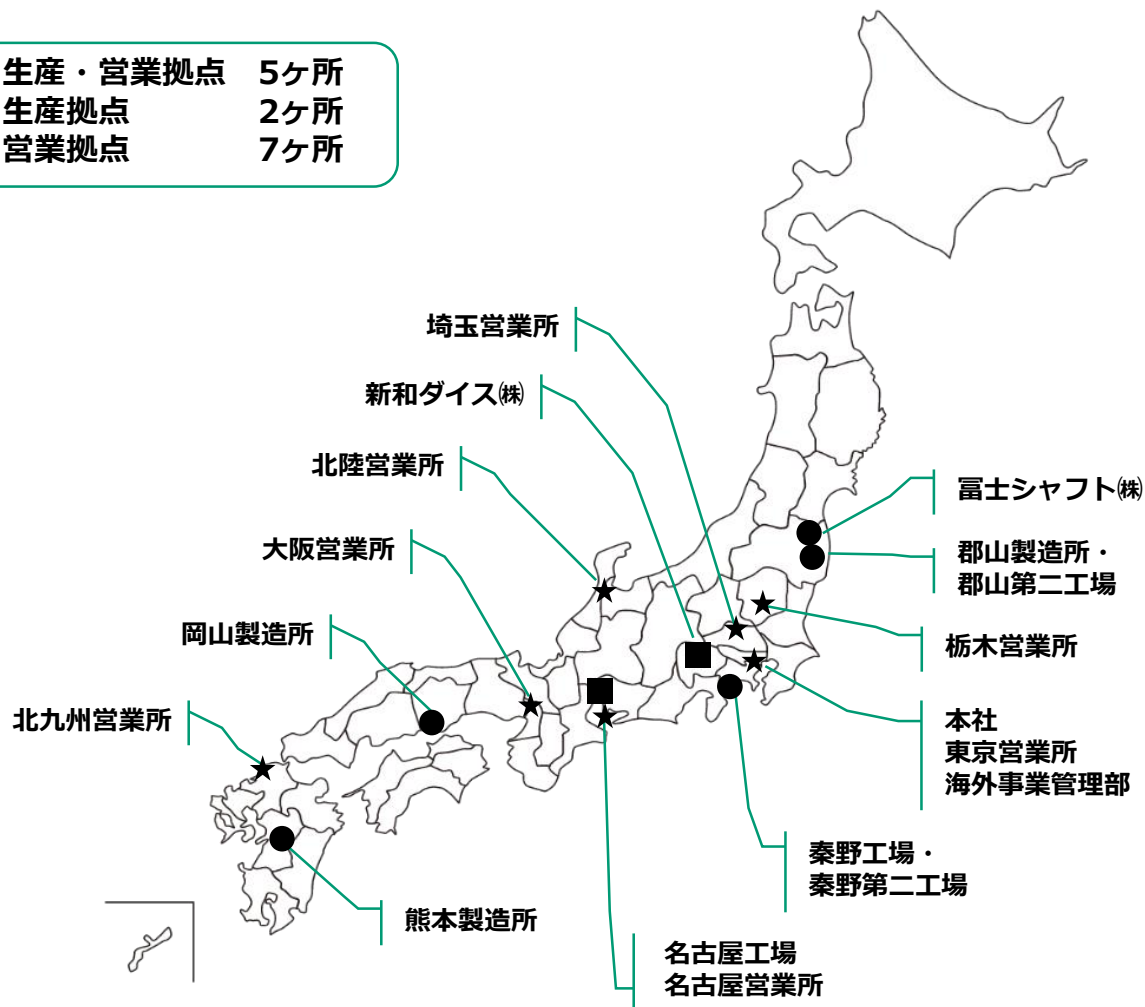 生産・営業拠点 5ヶ所
生産拠点 2ヶ所
営業拠点 7ヶ所
埼玉営業所
新和ダイス㈱
北陸営業所
大阪営業所
岡山製造所
北九州営業所
冨士シャフト㈱
郡山製造所・
郡山第二工場
栃木営業所
本社
東京営業所
海外事業管理部
秦野工場・
秦野第二工場
熊本製造所
名古屋工場
名古屋営業所